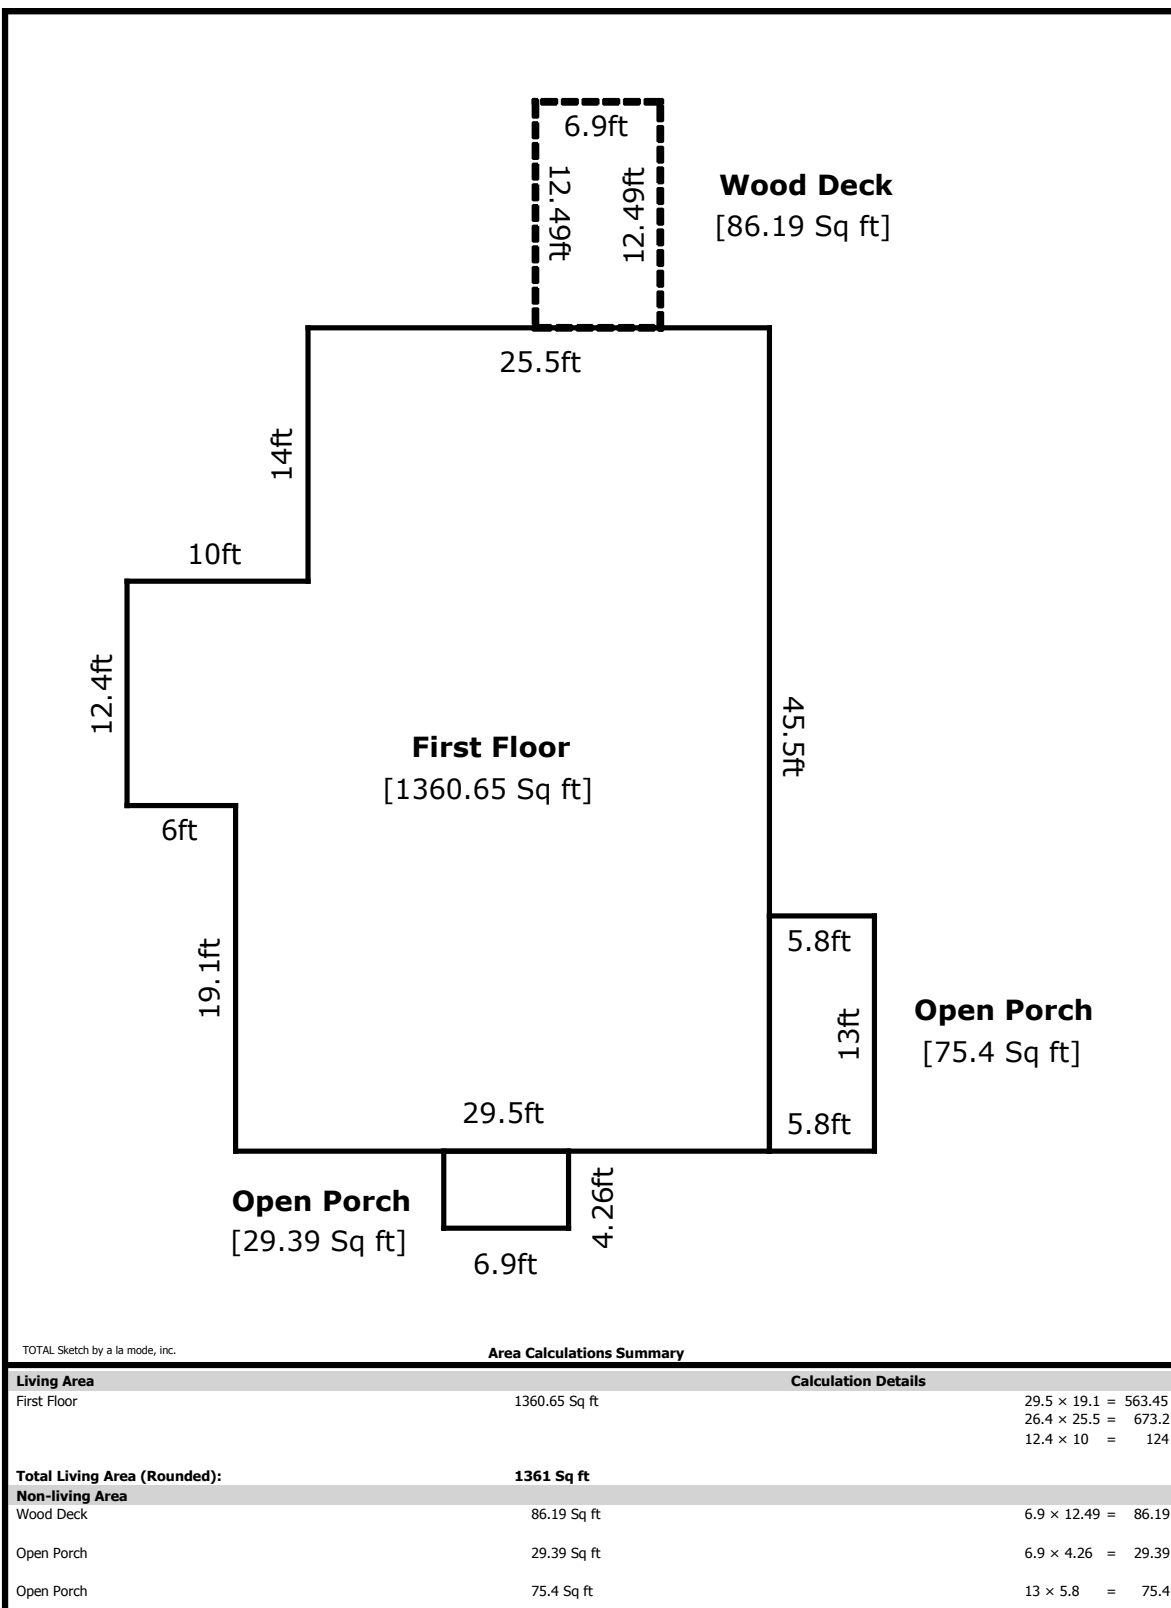 6.9ft
12.49ft
12.49ft
Wood Deck
[86.19 Sq ft]
25.5ft
14ft
10ft
12.4ft
First Floor
[1360.65 Sq ft]
45.5ft
6ft
19.1ft
5.8ft
13ft
Open Porch
[75.4 Sq ft]
29.5ft
5.8ft
Open Porch
[29.39 Sq ft]
4.26ft
6.9ft
TOTAL Sketch by a la mode, inc.
Area Calculations Summary
Living Area Calculation Details
First Floor 1360.65 Sq ft 29.5 × 19.1 = 563.45
26.4 × 25.5 = 673.2
12.4 × 10 = 124
Total Living Area (Rounded): 1361 Sq ft
Non-living Area
Wood Deck 86.19 Sq ft 6.9 × 12.49 = 86.19
Open Porch 29.39 Sq ft 6.9 × 4.26 = 29.39
Open Porch 75.4 Sq ft 13 × 5.8 = 75.4